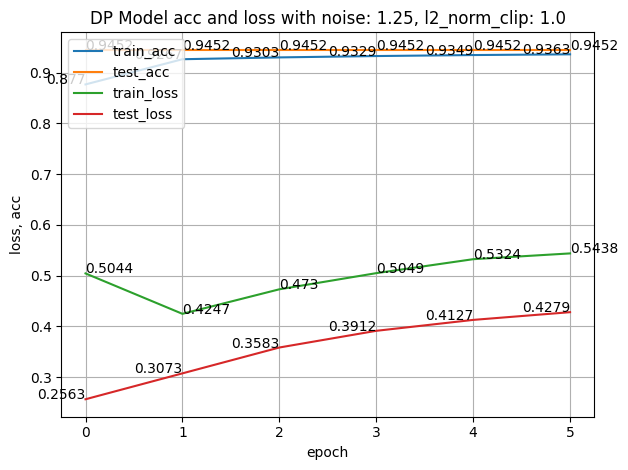 DP Model acc and loss with noise: 1.25, l2_norm_clip: 1.0
0.9452 0.9452 0.9452 0.9452 0.9452 0.9452
0.877 0.9303 0.9329 0.9349 0.9363
train_acc
test_acc
train_loss
test_loss
0.5044 0.4247 0.473 0.5049 0.5324 0.5438
0.2563 0.3073 0.3583 0.3912 0.4127 0.4279
loss, acc
0.9
0.8
0.7
0.6
0.5
0.4
0.3
0 1 2 3 4 5
epoch